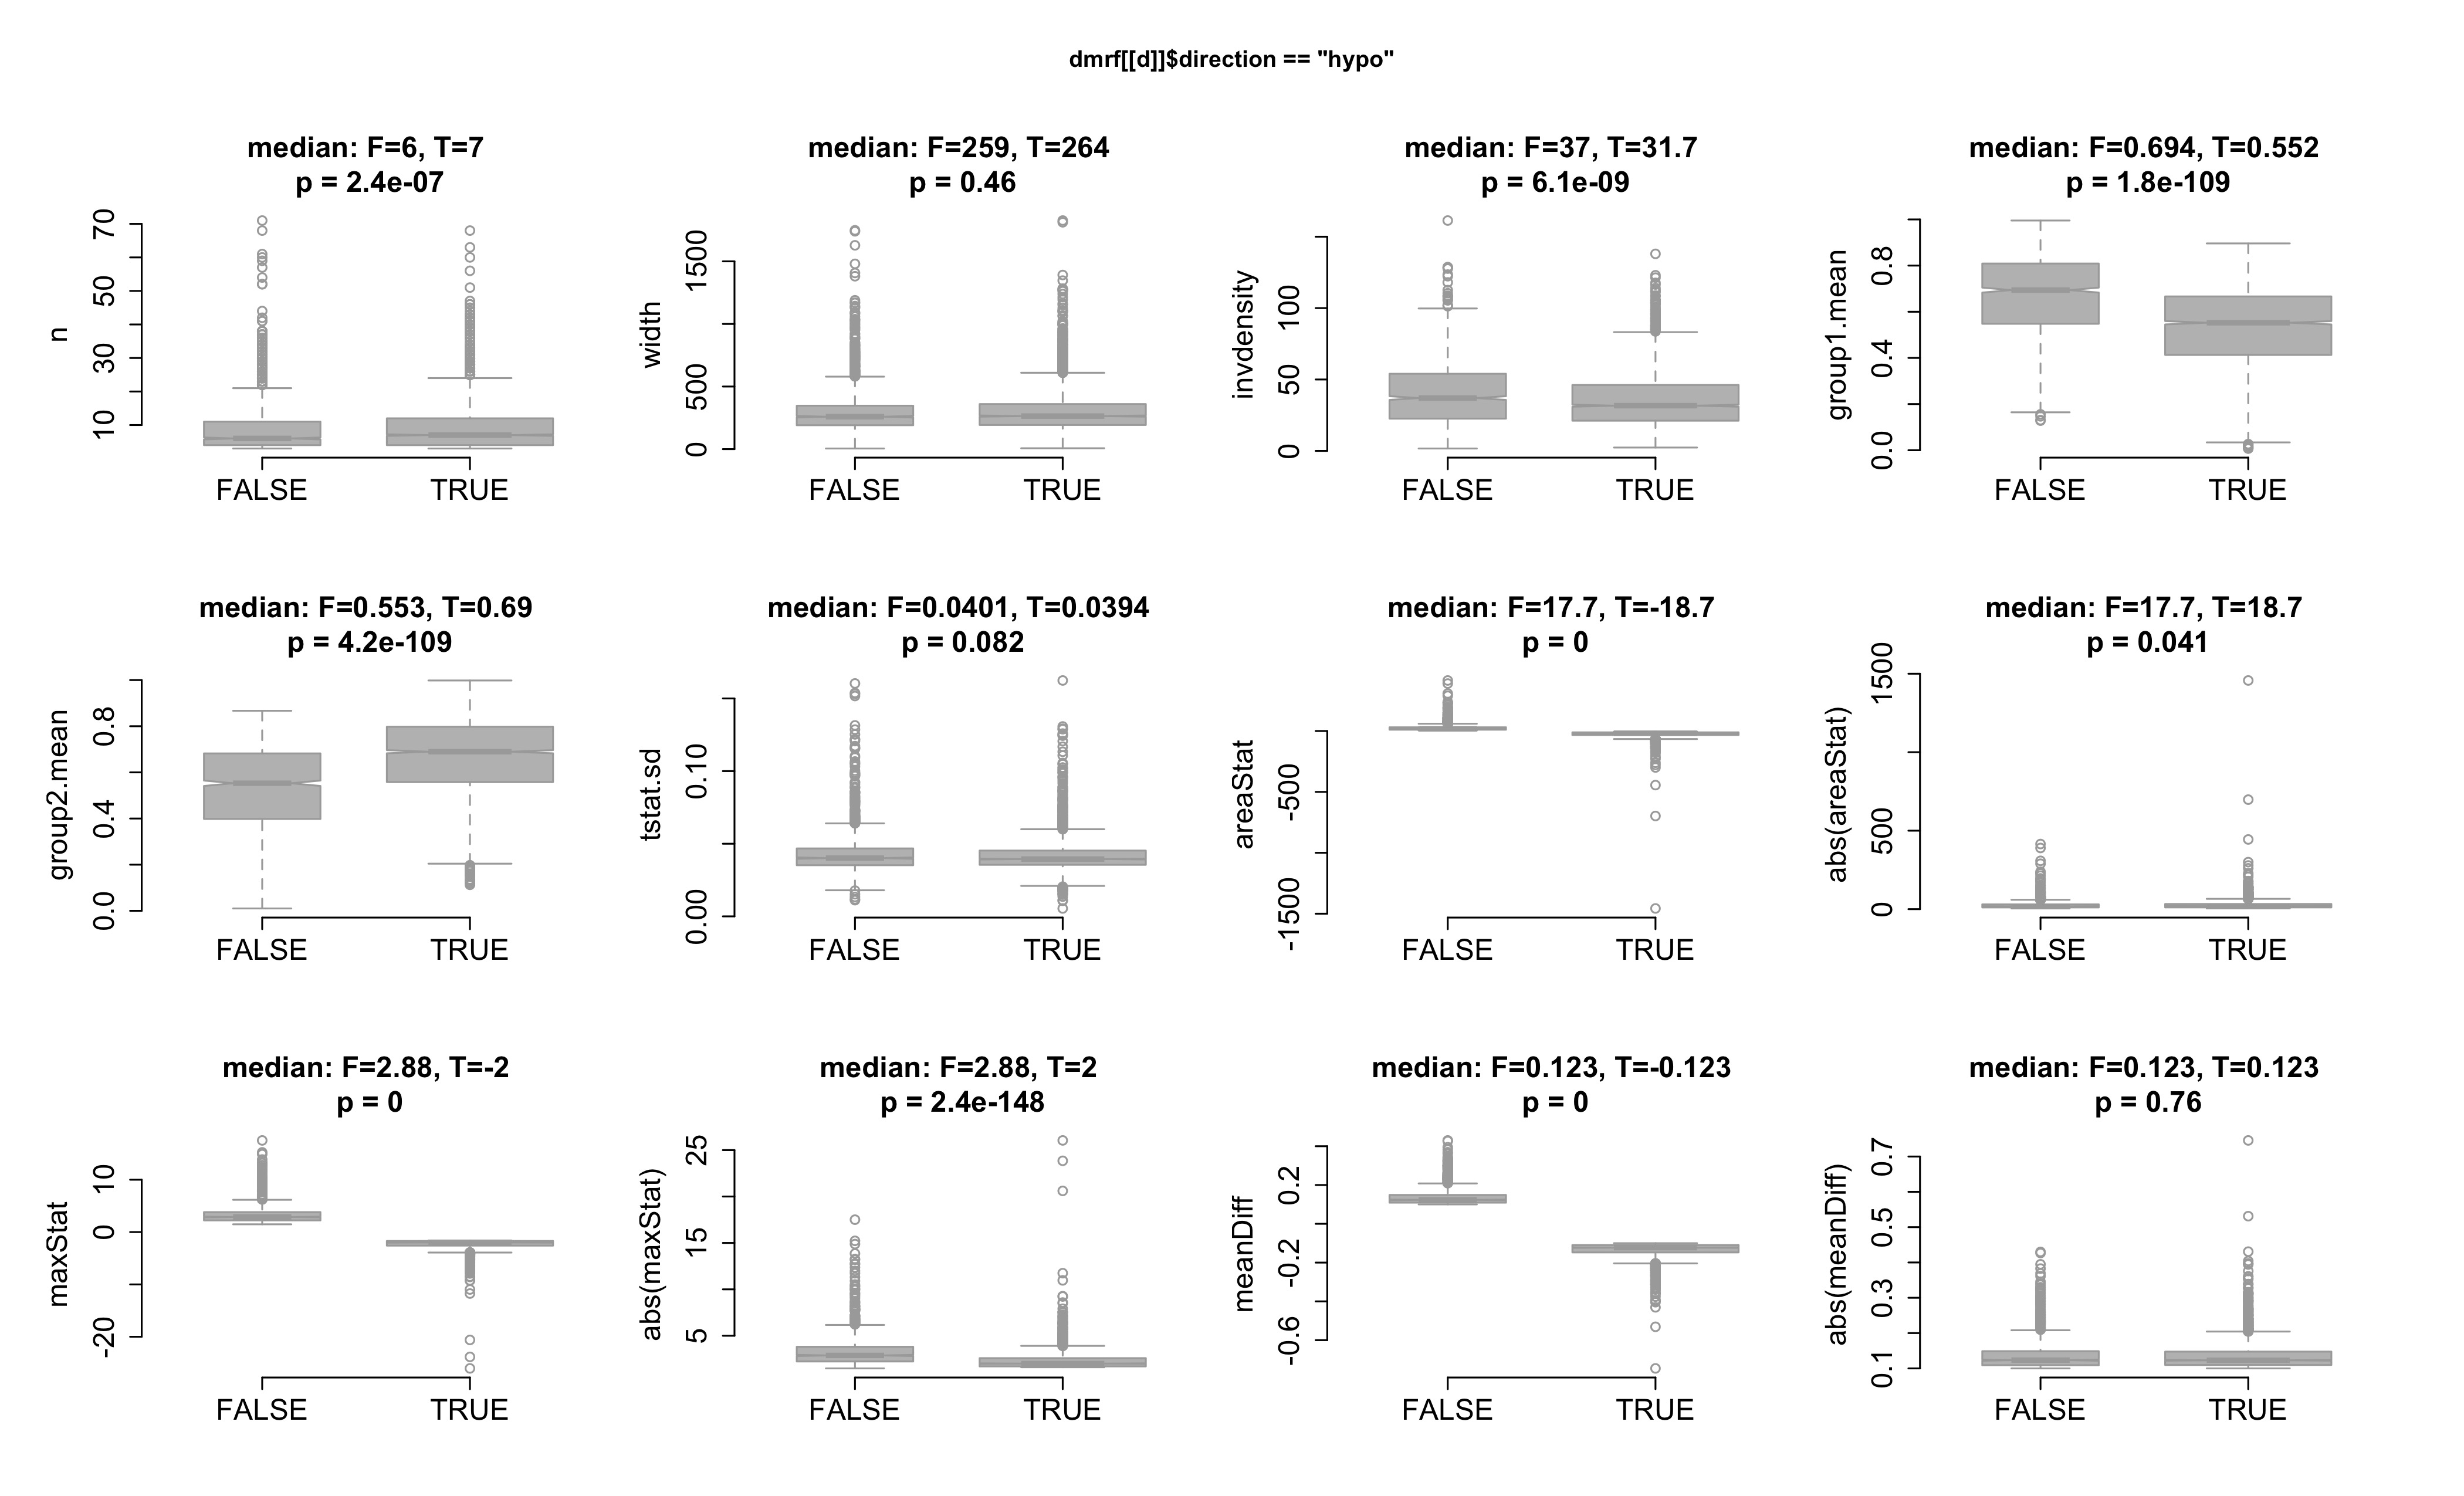 dmrf[[d]]$direction == "hypo"
median: F=6, T=7
p = 2.4e-07
n
10
30
50
70
FALSE
TRUE
median: F=259, T=264
p = 0.46
width
0
500
1500
FALSE
TRUE
median: F=37, T=31.7
p = 6.1e-09
invdensity
0
50
100
FALSE
TRUE
median: F=0.694, T=0.552
p = 1.8e-109
group1.mean
0.0
0.4
0.8
FALSE
TRUE
median: F=0.553, T=0.69
p = 4.2e-109
group2.mean
0.0
0.4
0.8
FALSE
TRUE
median: F=0.0401, T=0.0394
p = 0.082
tstat.sd
0.00
0.10
FALSE
TRUE
median: F=17.7, T=-18.7
p = 0
areaStat
-1500
-500
FALSE
TRUE
median: F=17.7, T=18.7
p = 0.041
abs(areaStat)
0
500
1500
FALSE
TRUE
median: F=2.88, T=-2
p = 0
maxStat
-20
0
10
FALSE
TRUE
median: F=2.88, T=2
p = 2.4e-148
abs(maxStat)
5
15
25
FALSE
TRUE
median: F=0.123, T=-0.123
p = 0
meanDiff
-0.6
-0.2
0.2
FALSE
TRUE
median: F=0.123, T=0.123
p = 0.76
abs(meanDiff)
0.1
0.3
0.5
0.7
FALSE
TRUE